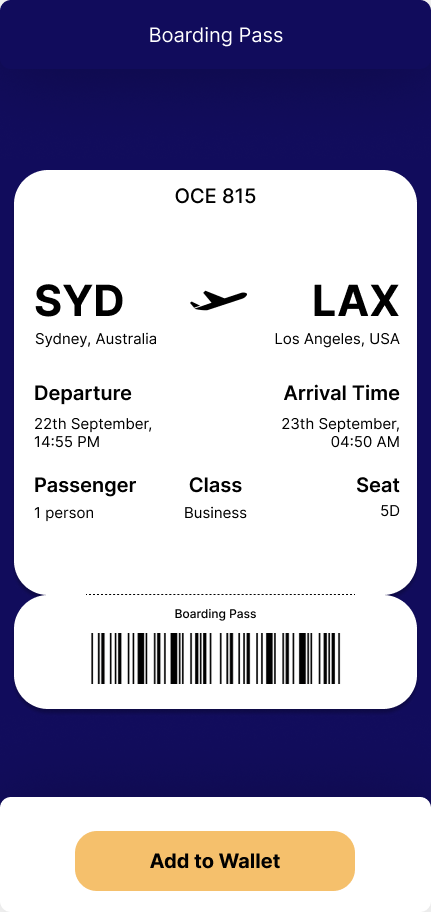 Boarding Pass
OCE 815
SYD LAX
Sydney, Australia Los Angeles, USA
Departure Arrival Time
22th September, 23th September,
14:55 PM 04:50 AM
Passenger Class Seat
1 person Business 5D
Boarding Pass
Add to Wallet